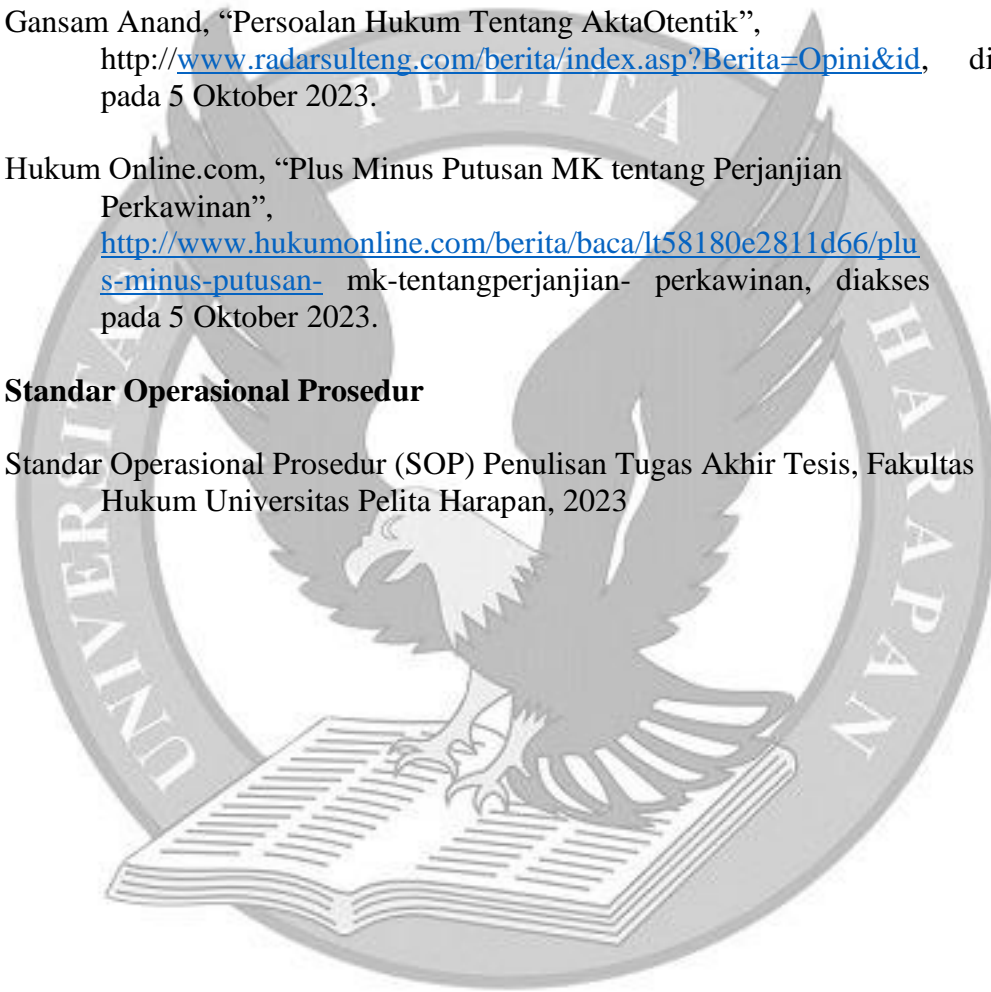 Gansam Anand, “Persoalan Hukum Tentang AktaOtentik”,
http://www.radarsulteng.com/berita/index.asp?Berita=Opini&id, di
pada 5 Oktober 2023.
Hukum Online.com, “Plus Minus Putusan MK tentang Perjanjian
Perkawinan”,
http://www.hukumonline.com/berita/baca/lt58180e2811d66/plu
s-minus-putusan- mk-tentangperjanjian- perkawinan, diakses
pada 5 Oktober 2023.
Standar Operasional Prosedur
Standar Operasional Prosedur (SOP) Penulisan Tugas Akhir Tesis, Fakultas
Hukum Universitas Pelita Harapan, 2023
UNIVERSITAS PELITA HARAPAN